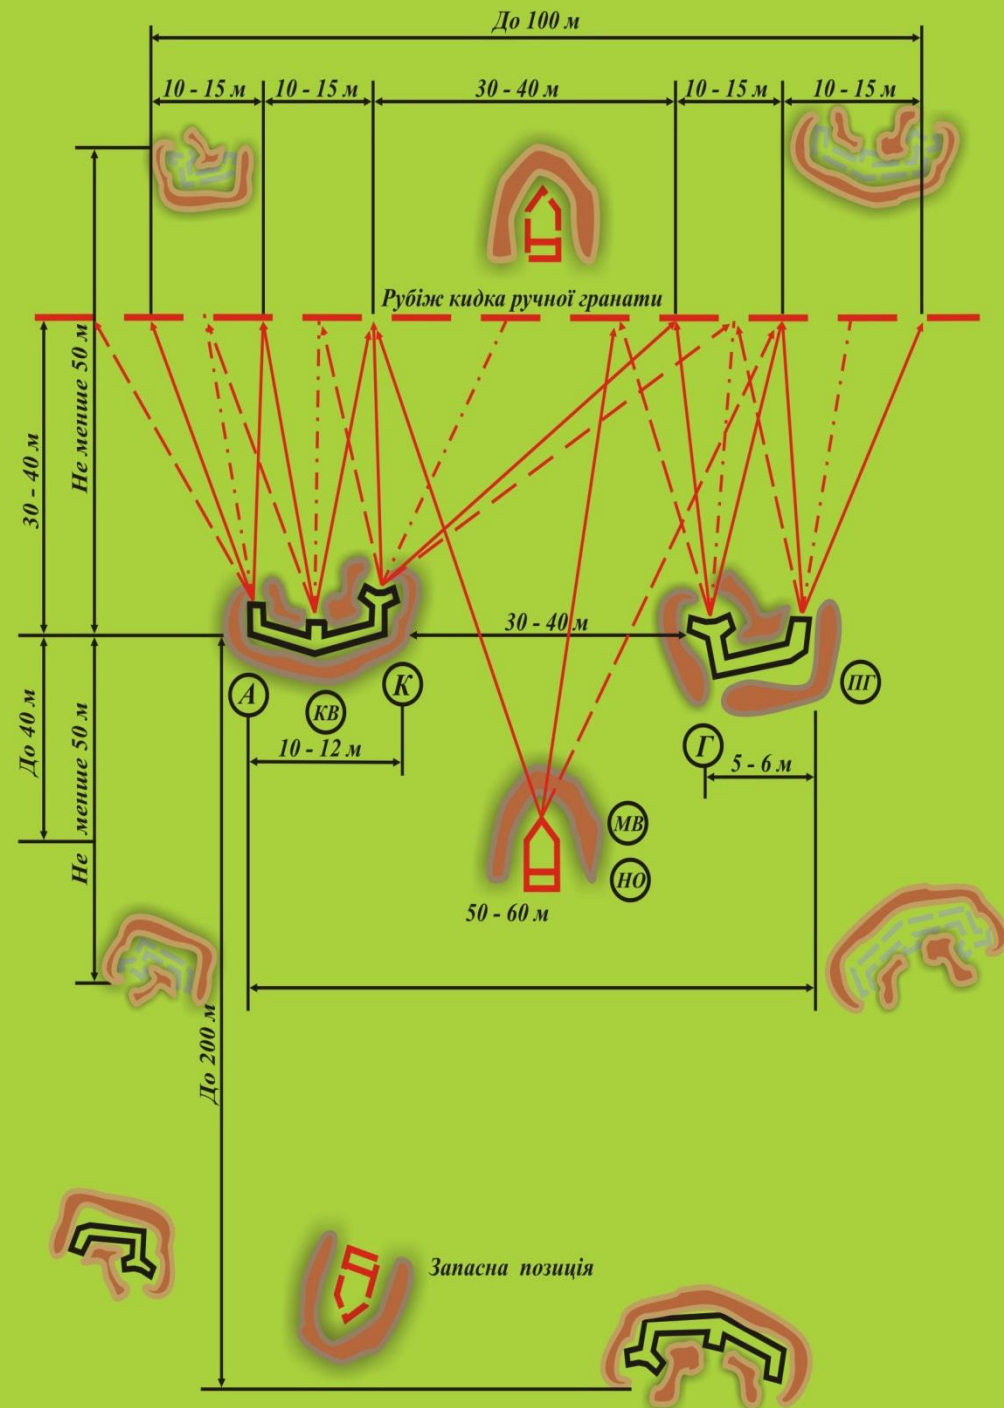 До 100 м
10 - 15 м
10 - 15 м
30 - 40 м
10 - 15 м
10 - 15 м
Рубіж кидка ручної гранати
Не менше 50 м
30 - 40 м
30 - 40 м
А
КВ
К
ПГ
Г
10 - 12 м
5 - 6 м
До 40 м
Не менше 50 м
МВ
НО
50 - 60 м
До 200 м
Запасна позиція